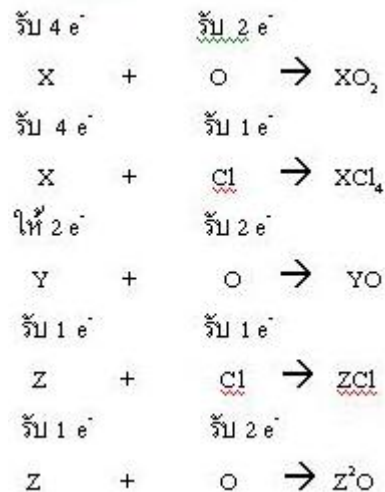 รับ 4 e⁻ รับ 2 e⁻
X + O → XO₂
รับ 4 e⁻ รับ 1 e⁻
X + Cl → XCl₄
ให้ 2 e⁻ รับ 2 e⁻
Y + O → YO
รับ 1 e⁻ รับ 1 e⁻
Z + Cl → ZCl
รับ 1 e⁻ รับ 2 e⁻
Z + O → Z²O